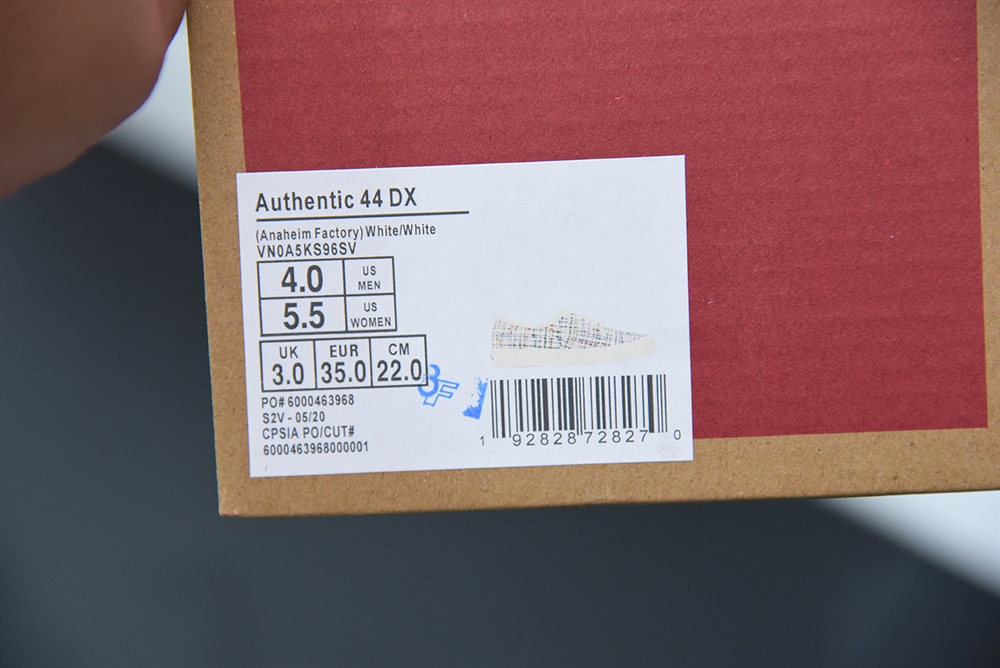 Authentic 44 DX
(Anaheim Factory) White/White
VN0A5KS96SV
4.0 US MEN
5.5 US WOMEN
UK EUR CM
3.0 35.0 22.0
PO# 6000463968
S2V - 05/20
CPSIA PO/CUT#
6000463968000001
3F
1 92828 72827 0